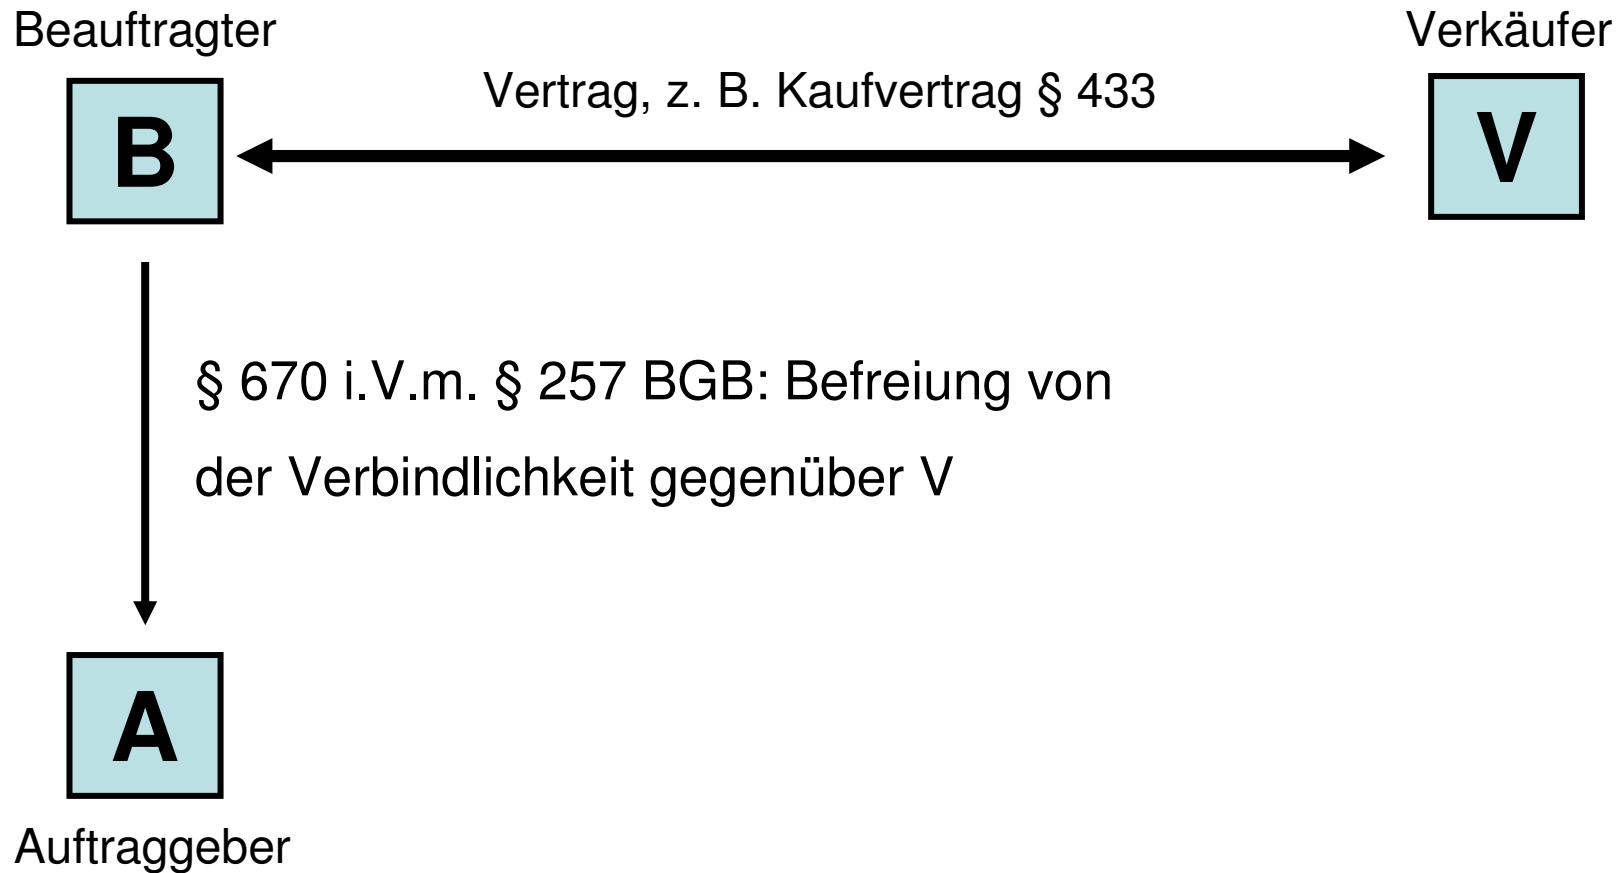 Beauftragter
Verkäufer
Vertrag, z. B. Kaufvertrag § 433
B
V
§ 670 i.V.m. § 257 BGB: Befreiung von
der Verbindlichkeit gegenüber V
A
Auftraggeber